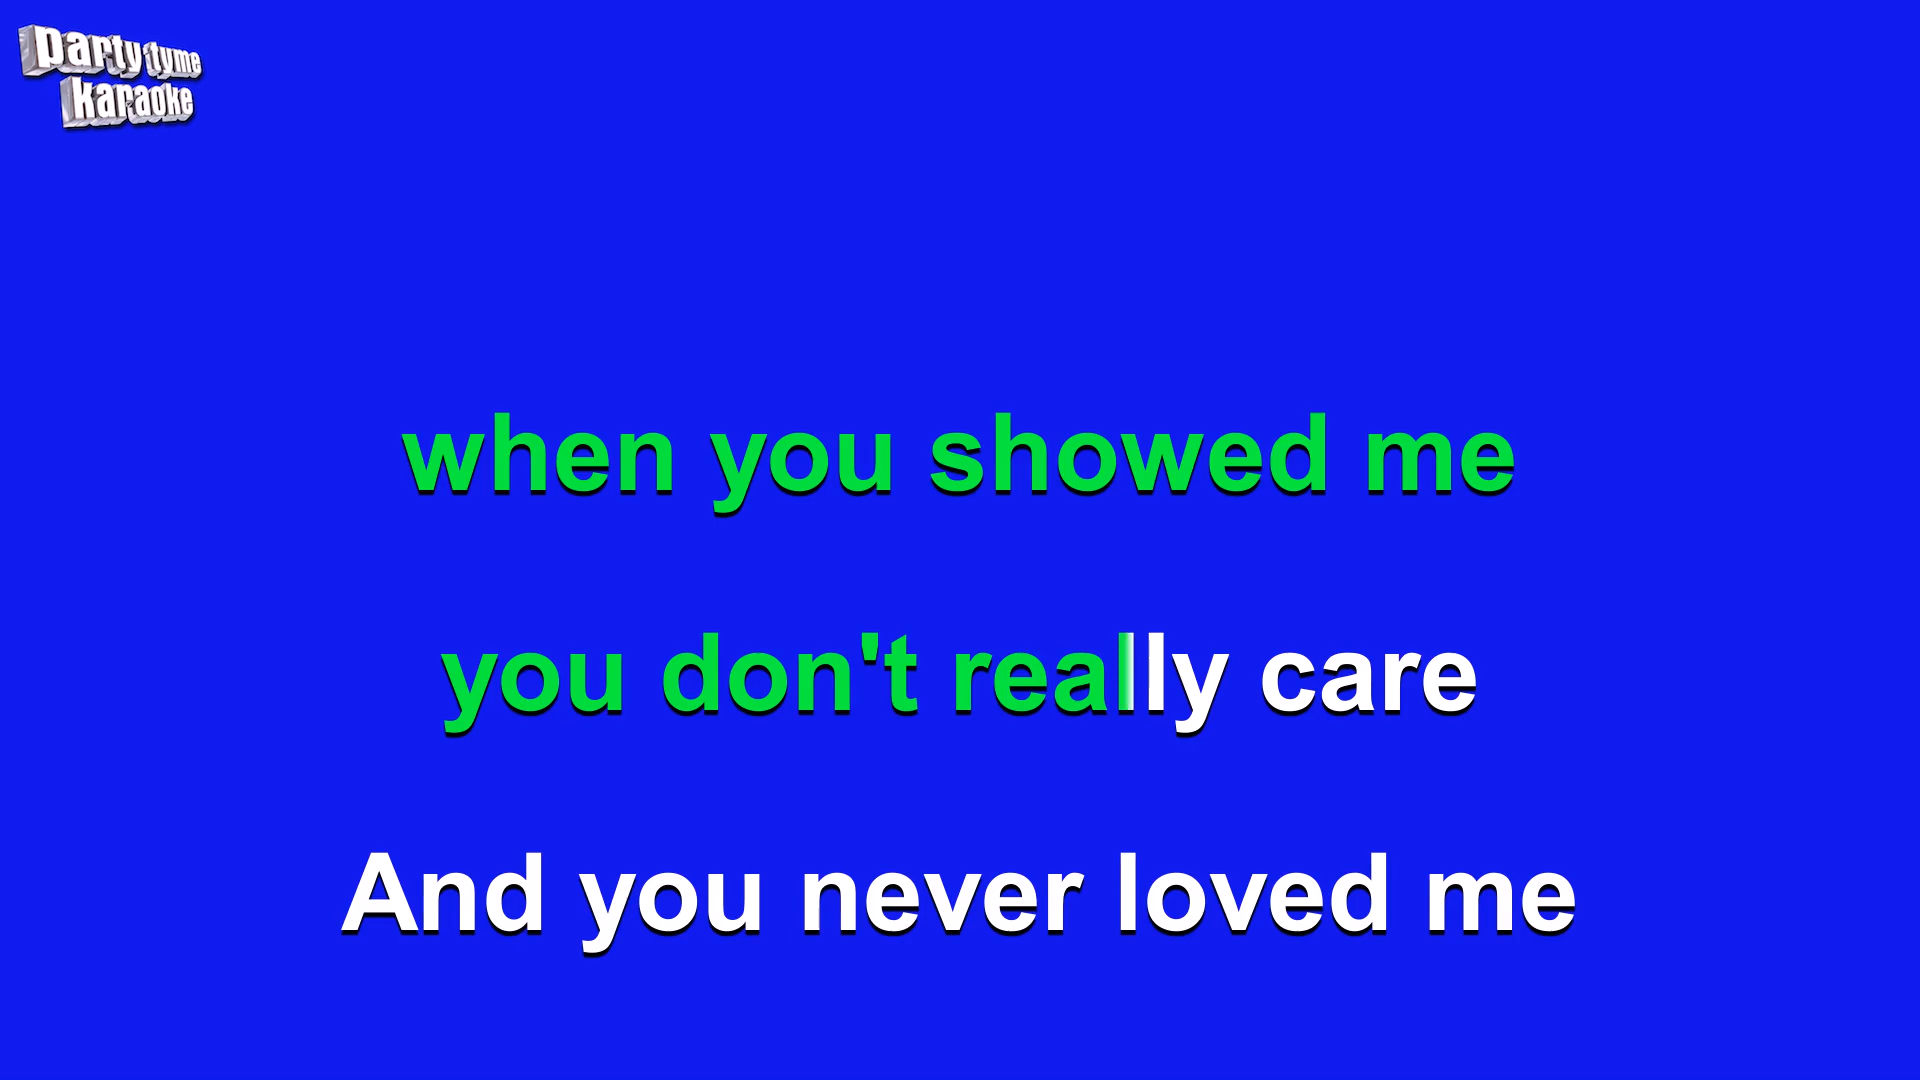 party tyme
karaoke
when you showed me
you don't really care
And you never loved me